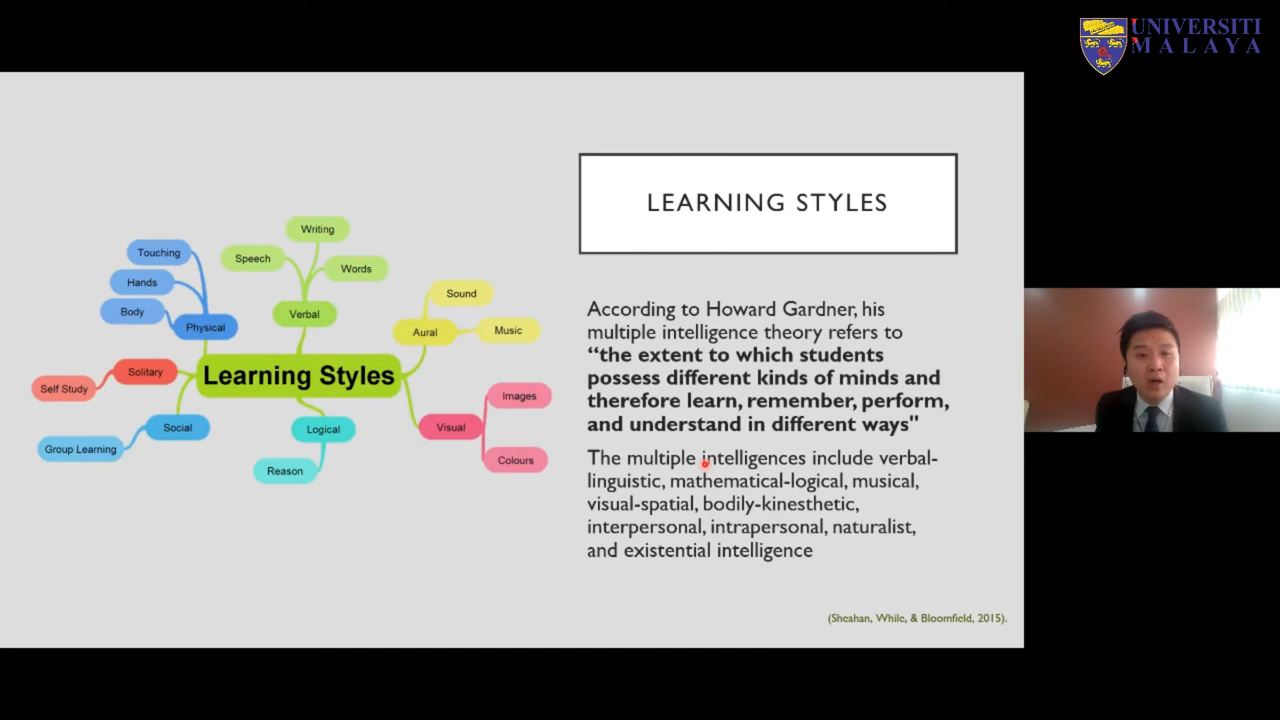 UNIVERSITI
MALAYA
LEARNING STYLES
Writing
Touching
Speech
Words
Hands
Sound
Body
Verbal
Physical
Aural
Music
Solitary
Learning Styles
Self Study
Images
Social
Logical
Visual
Group Learning
Reason
Colours
According to Howard Gardner, his
multiple intelligence theory refers to
“the extent to which students
possess different kinds of minds and
therefore learn, remember, perform,
and understand in different ways"
The multiple intelligences include verbal-
linguistic, mathematical-logical, musical,
visual-spatial, bodily-kinesthetic,
interpersonal, intrapersonal, naturalist,
and existential intelligence
(Sheahan, While, & Bloomfield, 2015).